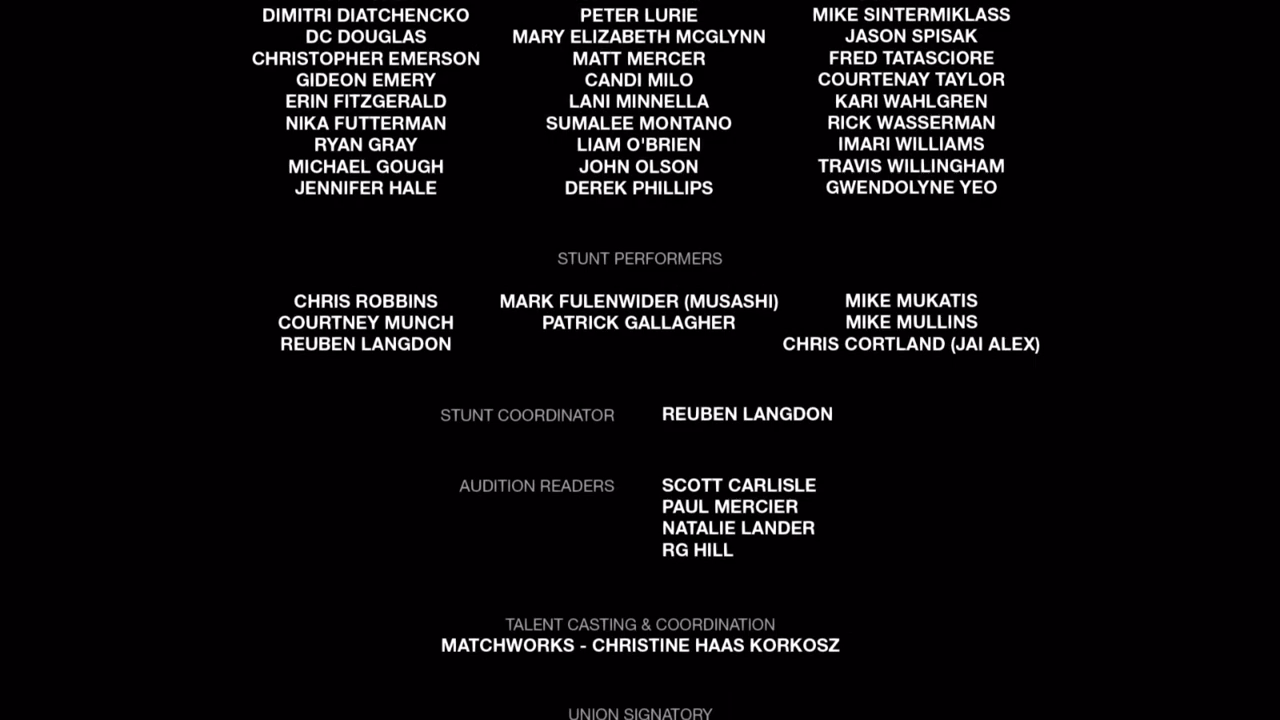 DIMITRI DIATCHENCKO PETER LURIE MIKE SINTERMIKLASS
DC DOUGLAS MARY ELIZABETH MCGLYNN JASON SPISAK
CHRISTOPHER EMERSON MATT MERCER FRED TATASCIORE
GIDEON EMERY CANDI MILO COURTENAY TAYLOR
ERIN FITZGERALD LANI MINNELLA KARI WAHLGREN
NIKA FUTTERMAN SUMALEE MONTANO RICK WASSERMAN
RYAN GRAY LIAM O'BRIEN IMARI WILLIAMS
MICHAEL GOUGH JOHN OLSON TRAVIS WILLINGHAM
JENNIFER HALE DEREK PHILLIPS GWENDOLYNE YEO
STUNT PERFORMERS
CHRIS ROBBINS MARK FULENWIDER (MUSASHI) MIKE MUKATIS
COURTNEY MUNCH PATRICK GALLAGHER MIKE MULLINS
REUBEN LANGDON CHRIS CORTLAND (JAI ALEX)
STUNT COORDINATOR REUBEN LANGDON
AUDITION READERS SCOTT CARLISLE
PAUL MERCIER
NATALIE LANDER
RG HILL
TALENT CASTING & COORDINATION
MATCHWORKS - CHRISTINE HAAS KORKOSZ
UNION SIGNATORY